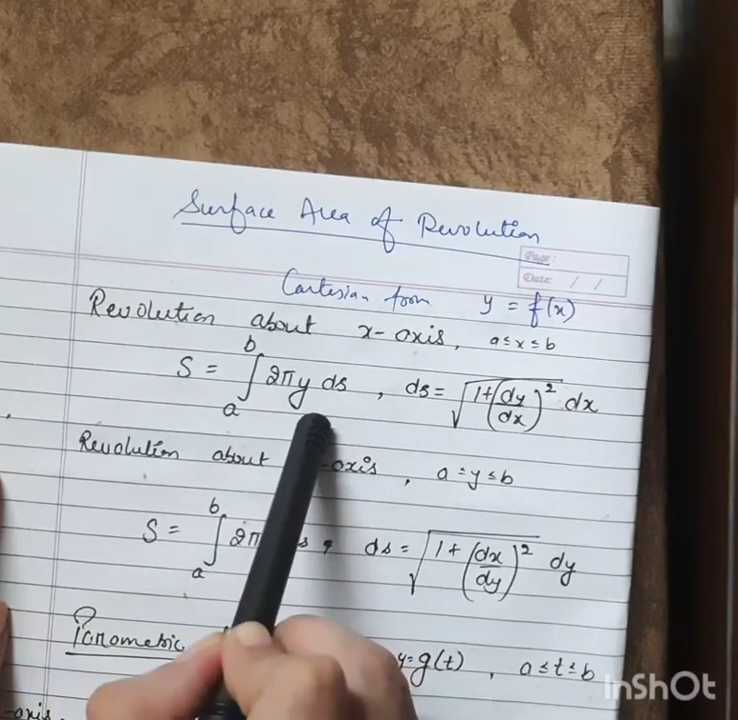 Surface Area of Revolution
Page:
Date: / /
Cartesian form y = f(x)
Revolution about x-axis, a ≤ x ≤ b
S = ∫_a^b 2πy ds , ds = √(1+(dy/dx)^2) dx
Revolution about -axis , a ≤ y ≤ b
S = ∫_a^b 2π s , ds = √(1 + (dx/dy)^2) dy
Parametric y=g(t) , a ≤ t ≤ b
-axis
InShOt